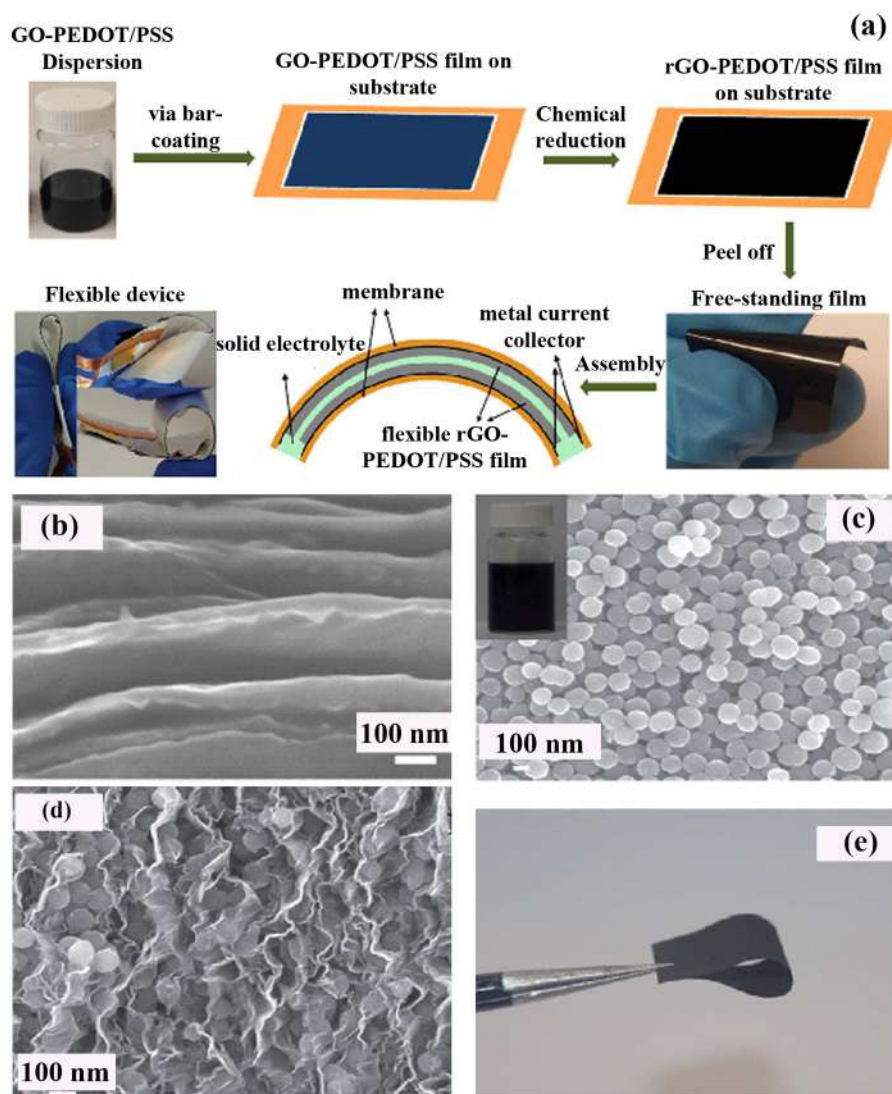 (a)
GO-PEDOT/PSS
Dispersion
via bar-
coating
GO-PEDOT/PSS film on
substrate
Chemical
reduction
rGO-PEDOT/PSS film
on substrate
Peel off
Free-standing film
Assembly
membrane
metal current
collector
solid electrolyte
flexible rGO-
PEDOT/PSS film
Flexible device
(b)
100 nm
(c)
100 nm
(d)
100 nm
(e)